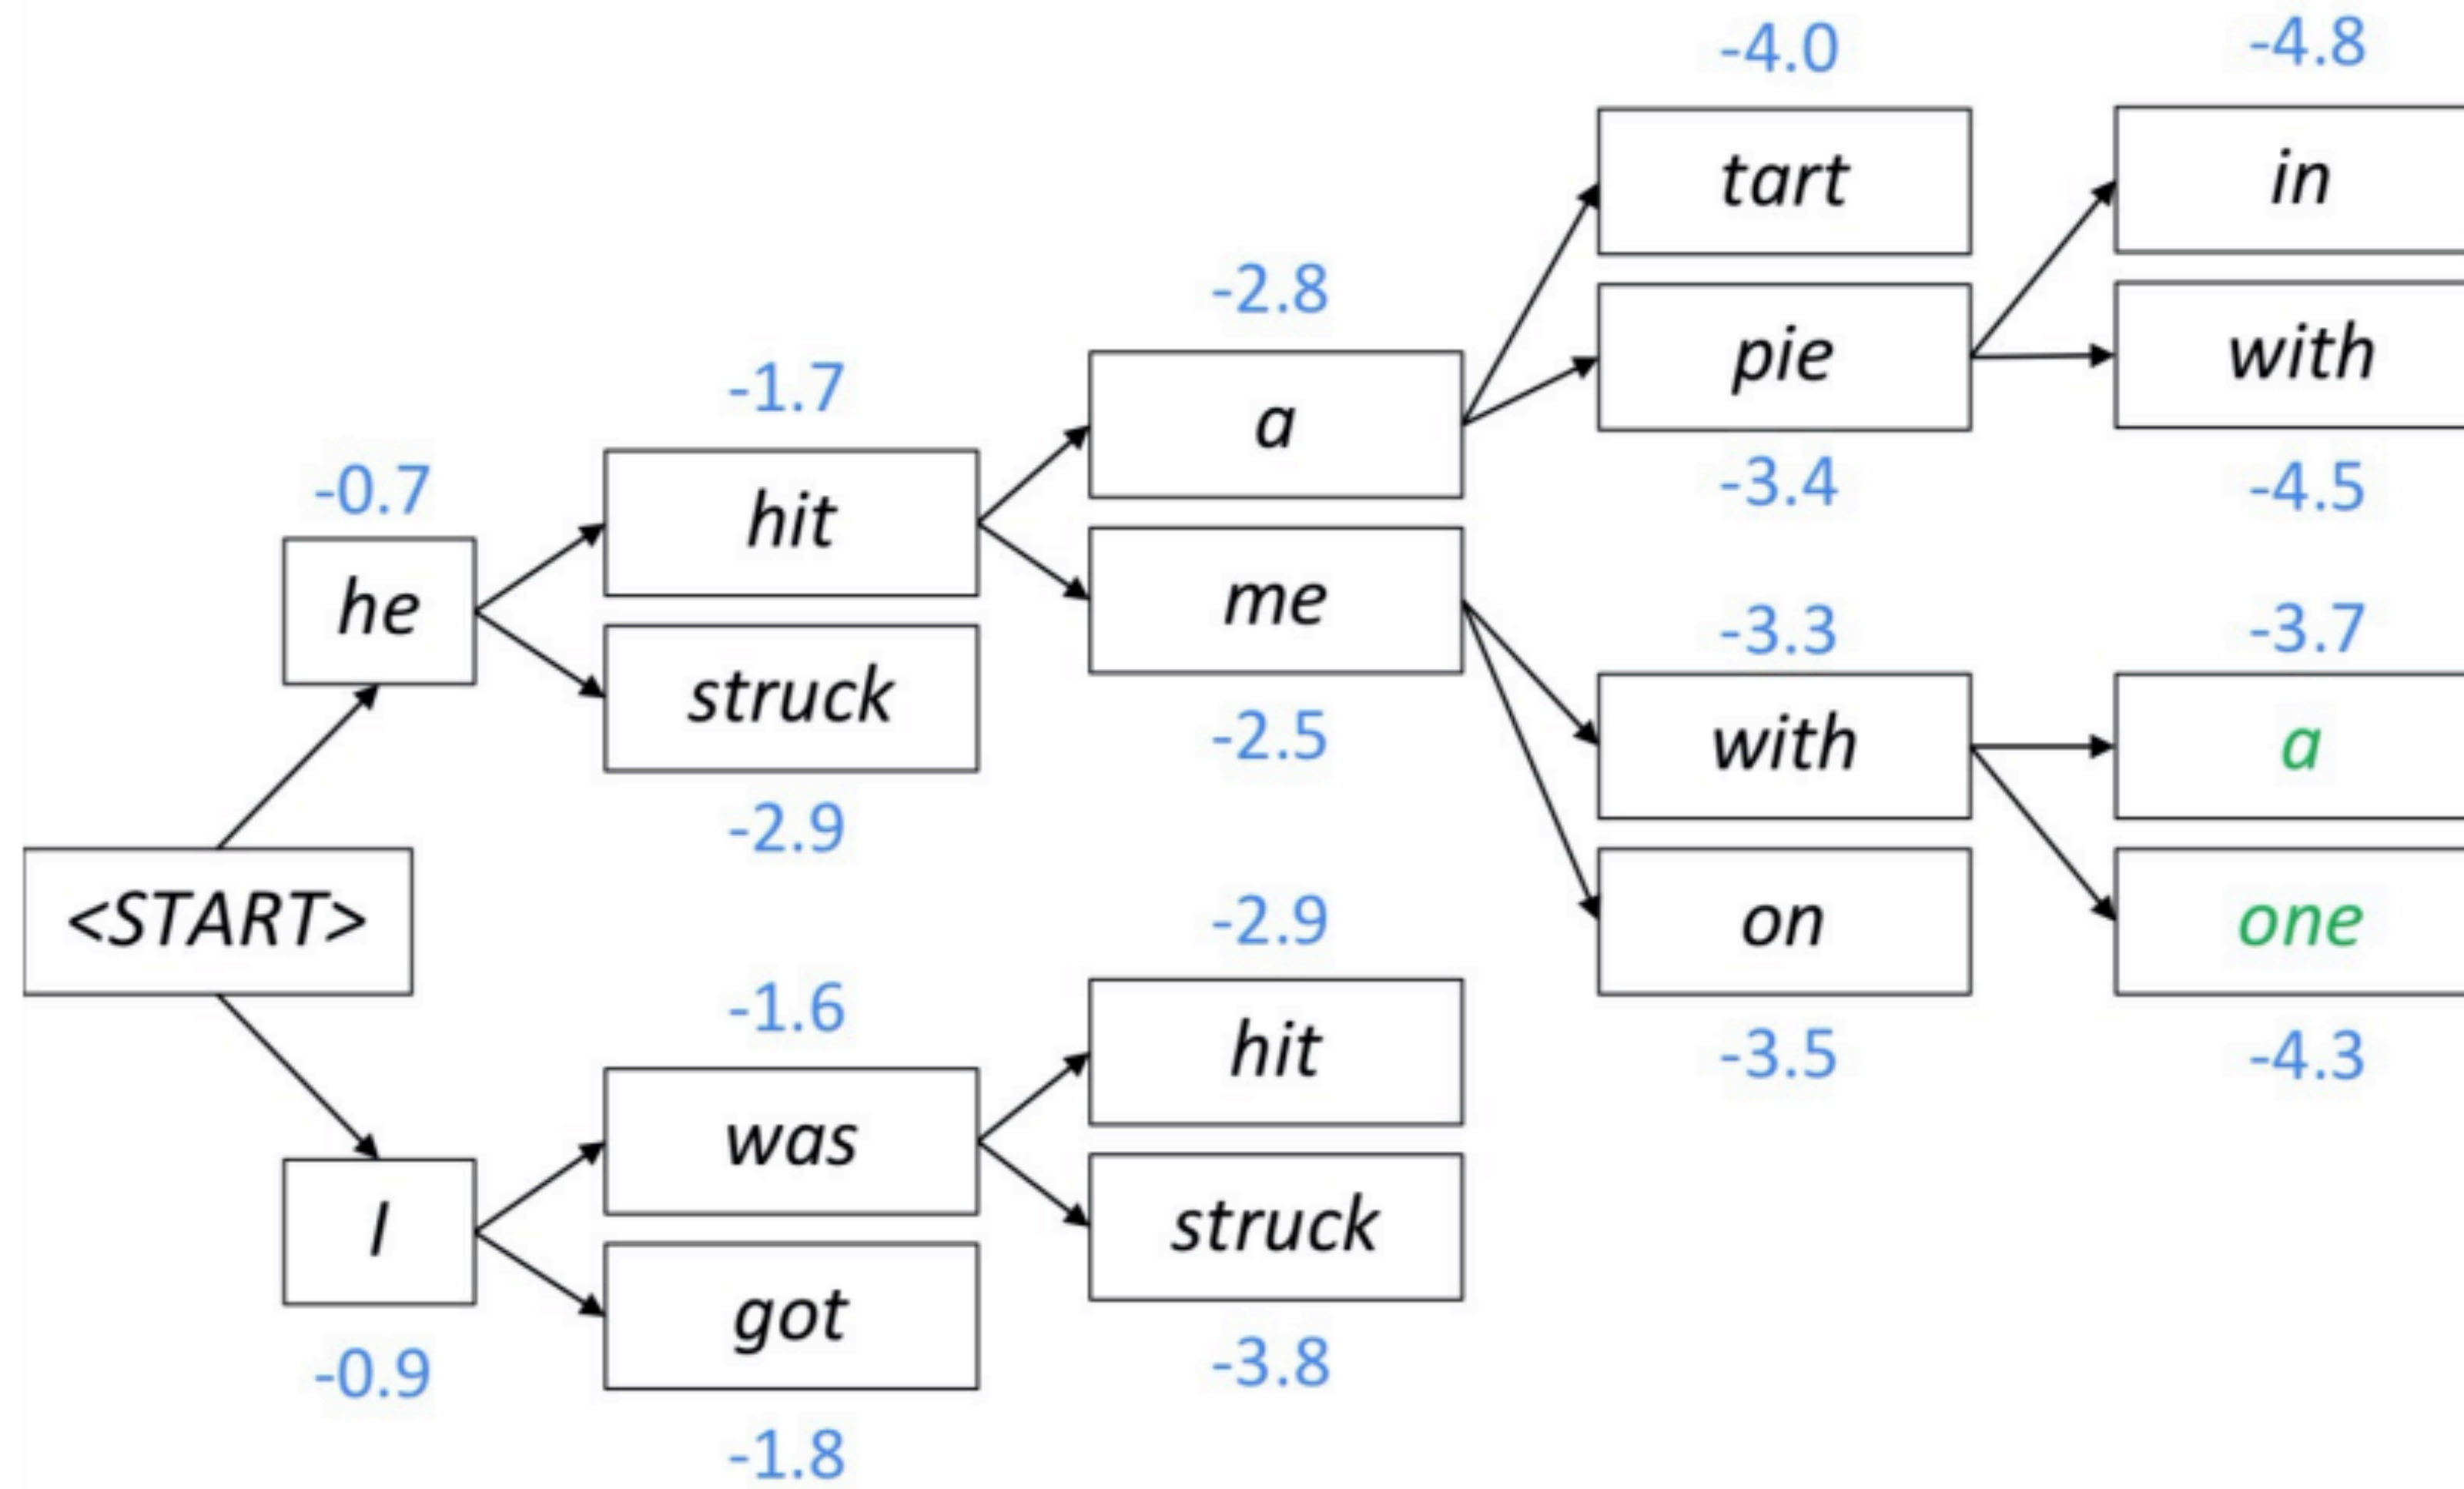 -4.0
-4.8
tart
in
-2.8
pie
with
-1.7
a
-3.4
-4.5
-0.7
hit
me
-3.3
-3.7
he
struck
-2.5
with
a
-2.9
<START>
-2.9
on
one
-1.6
hit
-3.5
-4.3
was
struck
I
got
-3.8
-0.9
-1.8